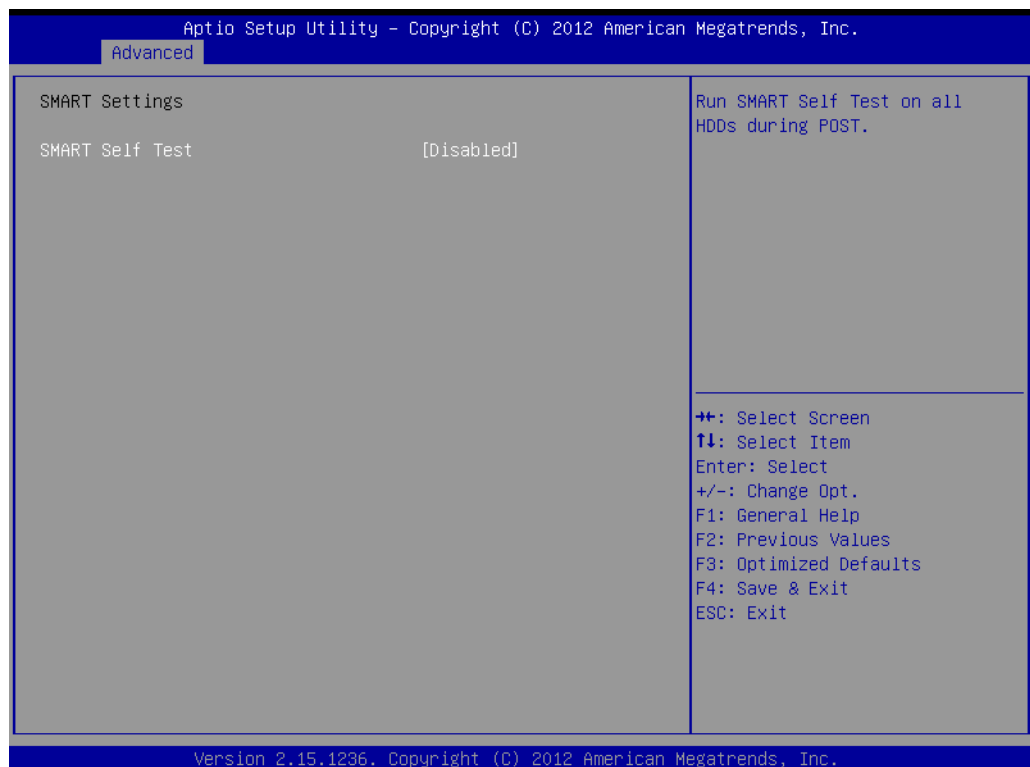 Aptio Setup Utility – Copyright (C) 2012 American Megatrends, Inc.
Advanced
SMART Settings
SMART Self Test [Disabled]
Run SMART Self Test on all
HDDs during POST.
→←: Select Screen
↑↓: Select Item
Enter: Select
+/-: Change Opt.
F1: General Help
F2: Previous Values
F3: Optimized Defaults
F4: Save & Exit
ESC: Exit
Version 2.15.1236. Copyright (C) 2012 American Megatrends, Inc.